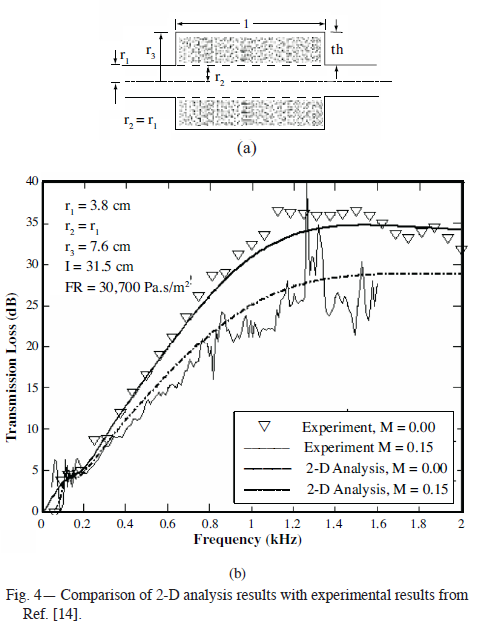 l
r₁
r₃
r₂
th
r₂ = r₁
(a)
40
35
30
25
20
15
10
5
0
Transmission Loss (dB)
r₁ = 3.8 cm
r₂ = r₁
r₃ = 7.6 cm
I = 31.5 cm
FR = 30,700 Pa.s/m²
Experiment, M = 0.00
Experiment M = 0.15
2-D Analysis, M = 0.00
2-D Analysis, M = 0.15
0 0.2 0.4 0.6 0.8 1 1.2 1.4 1.6 1.8 2
Frequency (kHz)
(b)
Fig. 4— Comparison of 2-D analysis results with experimental results from
Ref. [14].